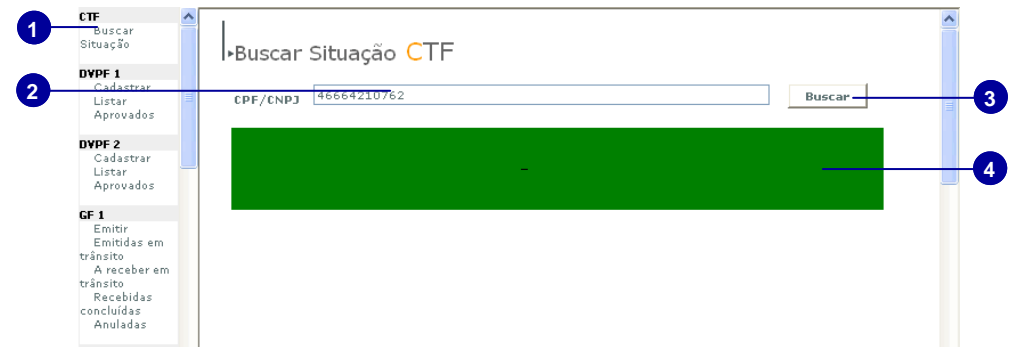 CTF
Buscar
Situação
DVPF 1
Cadastrar
Listar
Aprovados
DVPF 2
Cadastrar
Listar
Aprovados
GF 1
Emitir
Emitidas em
trânsito
A receber em
trânsito
Recebidas
concluídas
Anuladas
Buscar Situação CTF
CPF/CNPJ 46664210762 Buscar
-
1
2
3
4